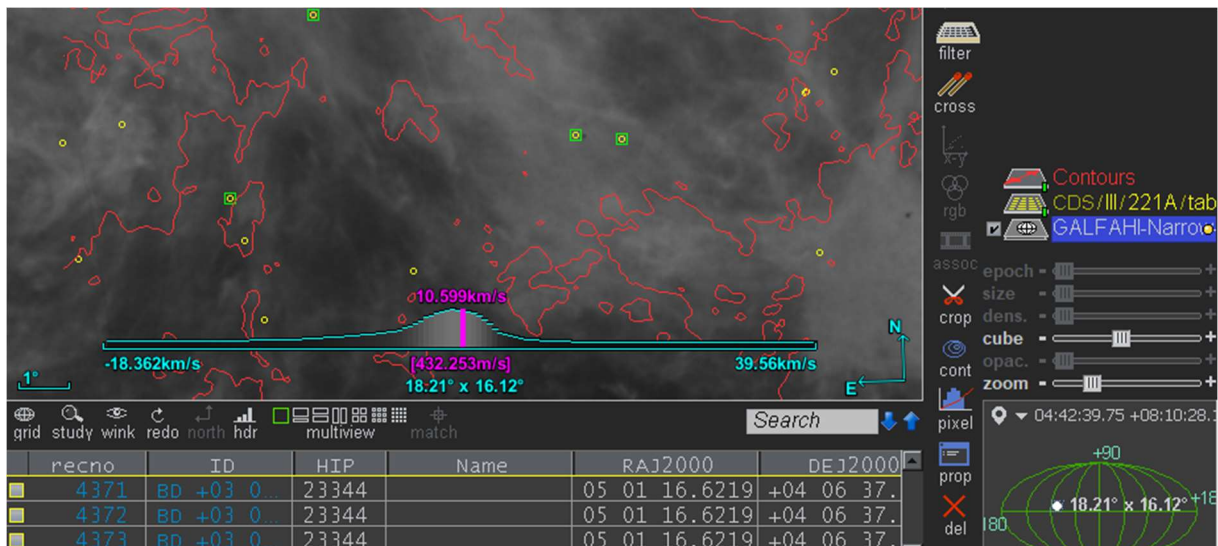 filter
cross
x-y
rgb
assoc
crop
cont
pixel
prop
del
Contours
CDS/III/221A/tab
GALFAHI-Narrow
epoch - +
size - +
dens. - +
cube - +
opac. - +
zoom - +
10.599km/s
-18.362km/s
[432.253m/s]
39.56km/s
18.21° x 16.12°
1°
N
E
grid study wink redo north hdr multiview match
Search
04:42:39.75 +08:10:28.
+90
18.21° x 16.12°
+18
180
recno ID HIP Name RAJ2000 DEJ2000
4371 BD +03 0... 23344 05 01 16.6219 +04 06 37.
4372 BD +03 0... 23344 05 01 16.6219 +04 06 37.
4373 BD +03 0... 23344 05 01 16.6219 +04 06 37.